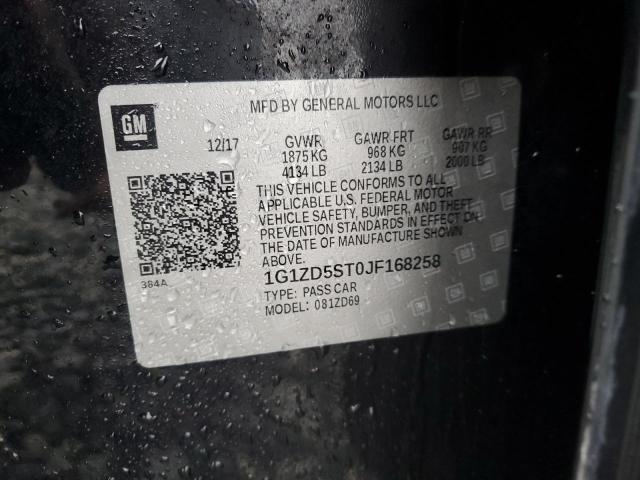 GM
MFD BY GENERAL MOTORS LLC
12/17 GVWR GAWR FRT GAWR RR
1875 KG 968 KG 907 KG
4134 LB 2134 LB 2000 LB
THIS VEHICLE CONFORMS TO ALL
APPLICABLE U.S. FEDERAL MOTOR
VEHICLE SAFETY, BUMPER, AND THEFT
PREVENTION STANDARDS IN EFFECT ON
THE DATE OF MANUFACTURE SHOWN
ABOVE.
384A
1G1ZD5ST0JF168258
TYPE: PASS CAR
MODEL: 081ZD69